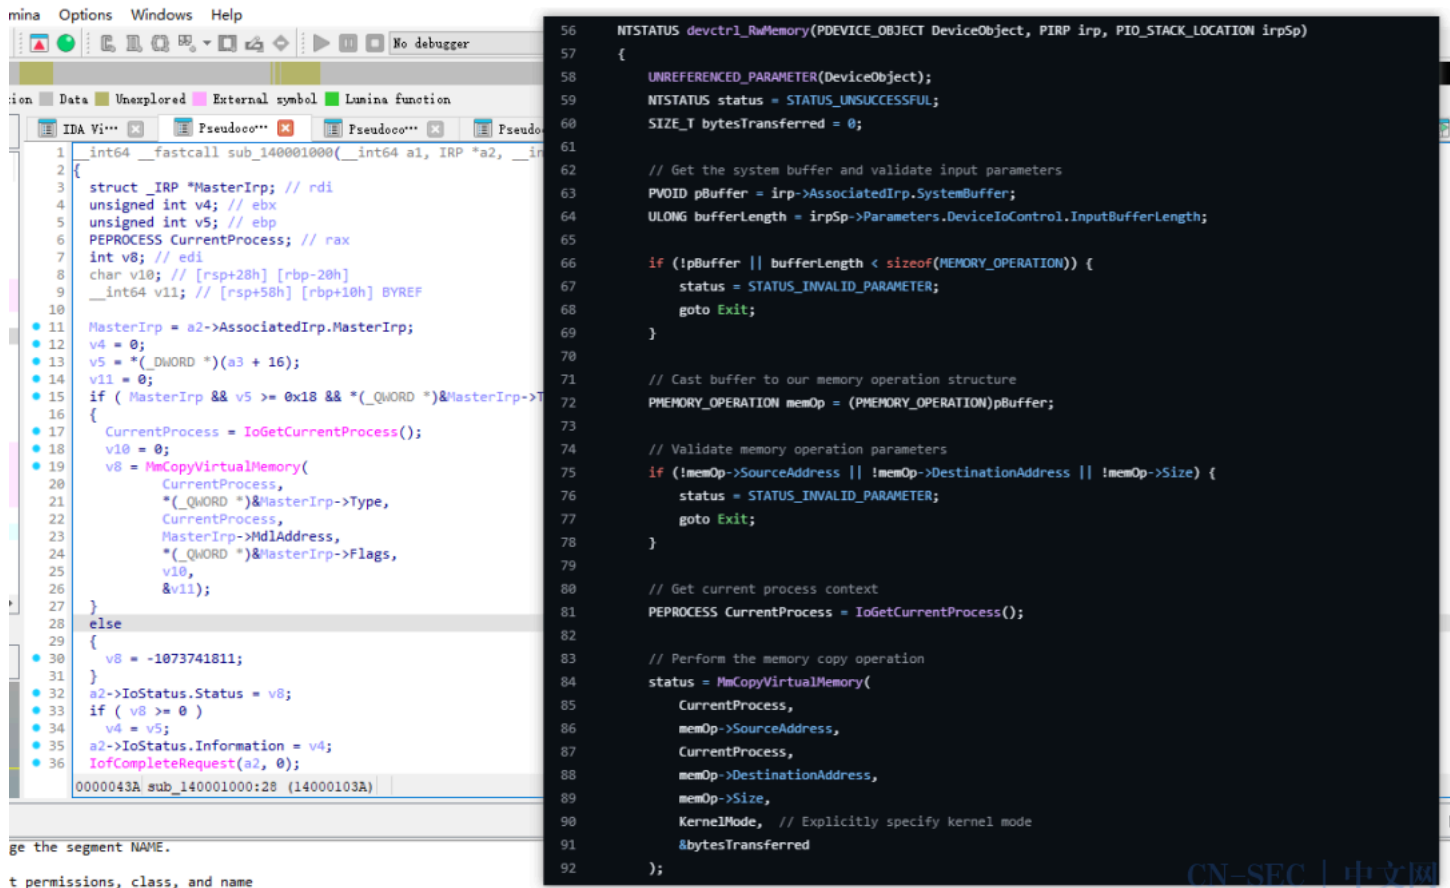 mina Options Windows Help
No debugger
ion Data Unexplored External symbol Lumina function
IDA Vi··· Pseudoco··· Pseudoco··· Pseudo
1 __int64 __fastcall sub_140001000(__int64 a1, IRP *a2, __in
2 {
3 struct _IRP *MasterIrp; // rdi
4 unsigned int v4; // ebx
5 unsigned int v5; // ebp
6 PEPROCESS CurrentProcess; // rax
7 int v8; // edi
8 char v10; // [rsp+28h] [rbp-20h]
9 __int64 v11; // [rsp+58h] [rbp+10h] BYREF
10
11 MasterIrp = a2->AssociatedIrp.MasterIrp;
12 v4 = 0;
13 v5 = *(_DWORD *)(a3 + 16);
14 v11 = 0;
15 if ( MasterIrp && v5 >= 0x18 && *(_QWORD *)&MasterIrp->T
16 {
17 CurrentProcess = IoGetCurrentProcess();
18 v10 = 0;
19 v8 = MmCopyVirtualMemory(
20 CurrentProcess,
21 *(_QWORD *)&MasterIrp->Type,
22 CurrentProcess,
23 MasterIrp->MdlAddress,
24 *(_QWORD *)&MasterIrp->Flags,
25 v10,
26 &v11);
27 }
28 else
29 {
30 v8 = -1073741811;
31 }
32 a2->IoStatus.Status = v8;
33 if ( v8 >= 0 )
34 v4 = v5;
35 a2->IoStatus.Information = v4;
36 IofCompleteRequest(a2, 0);
0000043A sub_140001000:28 (14000103A)
ge the segment NAME.
t permissions, class, and name
56 NTSTATUS devctrl_RwMemory(PDEVICE_OBJECT DeviceObject, PIRP irp, PIO_STACK_LOCATION irpSp)
57 {
58 UNREFERENCED_PARAMETER(DeviceObject);
59 NTSTATUS status = STATUS_UNSUCCESSFUL;
60 SIZE_T bytesTransferred = 0;
61
62 // Get the system buffer and validate input parameters
63 PVOID pBuffer = irp->AssociatedIrp.SystemBuffer;
64 ULONG bufferLength = irpSp->Parameters.DeviceIoControl.InputBufferLength;
65
66 if (!pBuffer || bufferLength < sizeof(MEMORY_OPERATION)) {
67 status = STATUS_INVALID_PARAMETER;
68 goto Exit;
69 }
70
71 // Cast buffer to our memory operation structure
72 PMEMORY_OPERATION memOp = (PMEMORY_OPERATION)pBuffer;
73
74 // Validate memory operation parameters
75 if (!memOp->SourceAddress || !memOp->DestinationAddress || !memOp->Size) {
76 status = STATUS_INVALID_PARAMETER;
77 goto Exit;
78 }
79
80 // Get current process context
81 PEPROCESS CurrentProcess = IoGetCurrentProcess();
82
83 // Perform the memory copy operation
84 status = MmCopyVirtualMemory(
85 CurrentProcess,
86 memOp->SourceAddress,
87 CurrentProcess,
88 memOp->DestinationAddress,
89 memOp->Size,
90 KernelMode, // Explicitly specify kernel mode
91 &bytesTransferred
92 );
CN-SEC | 中文网